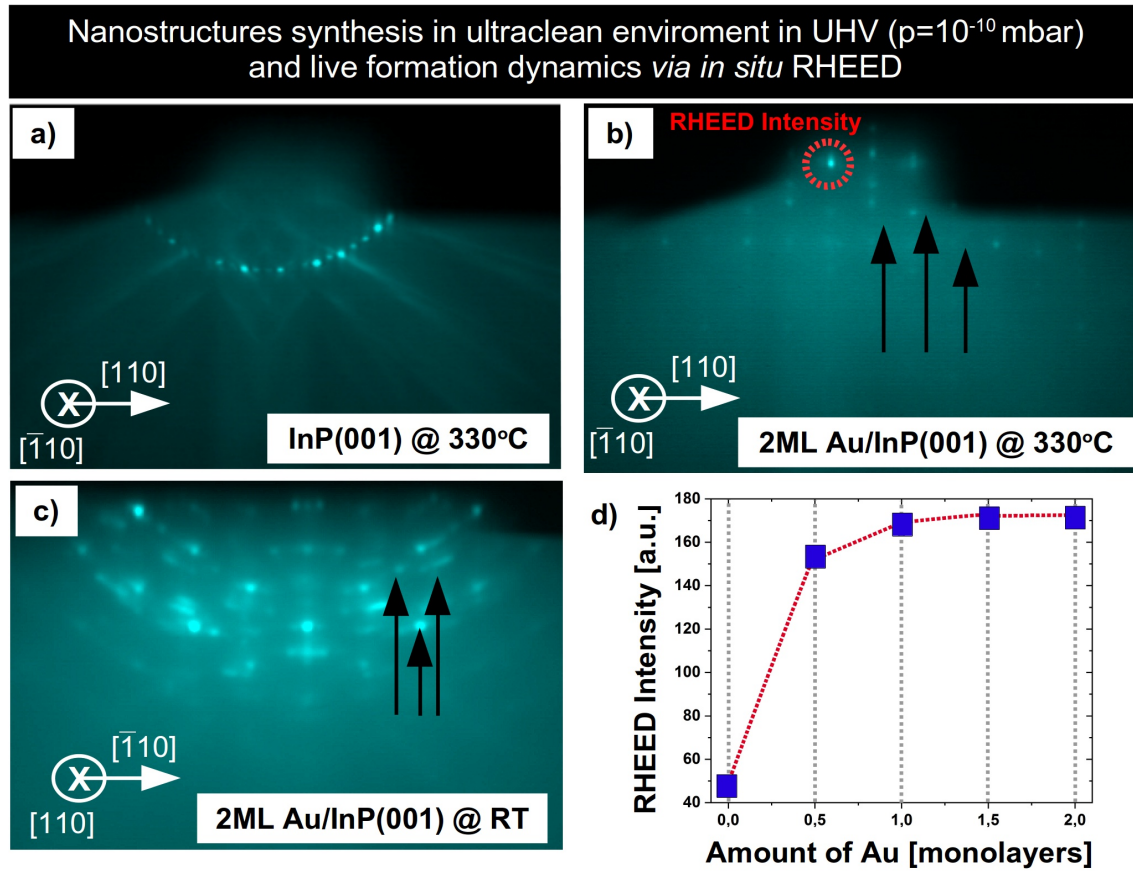 Nanostructures synthesis in ultraclean enviroment in UHV (p=10⁻¹⁰ mbar)
and live formation dynamics via in situ RHEED
a)
[110]
X
[1̅10]
InP(001) @ 330°C
b)
RHEED Intensity
[110]
X
[1̅10]
2ML Au/InP(001) @ 330°C
c)
[1̅10]
X
[110]
2ML Au/InP(001) @ RT
d)
RHEED Intensity [a.u.]
180
160
140
120
100
80
60
40
0,0 0,5 1,0 1,5 2,0
Amount of Au [monolayers]